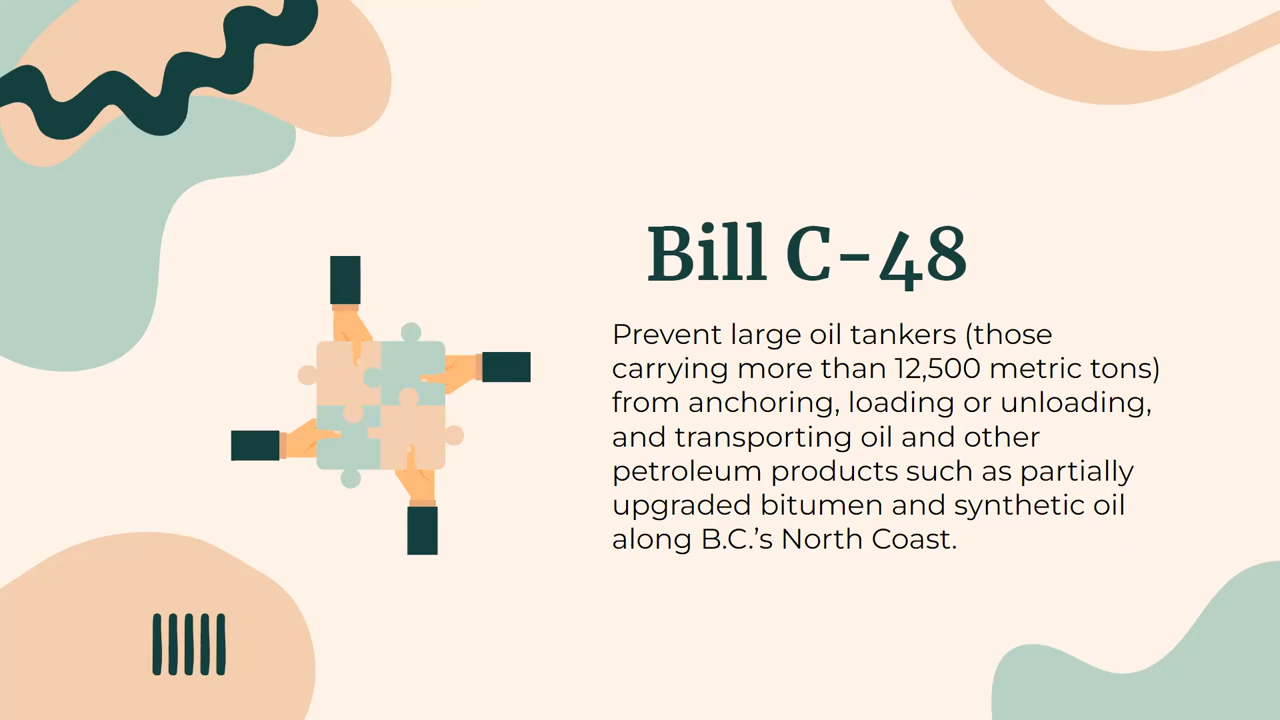 Bill C-48
Prevent large oil tankers (those
carrying more than 12,500 metric tons)
from anchoring, loading or unloading,
and transporting oil and other
petroleum products such as partially
upgraded bitumen and synthetic oil
along B.C.’s North Coast.